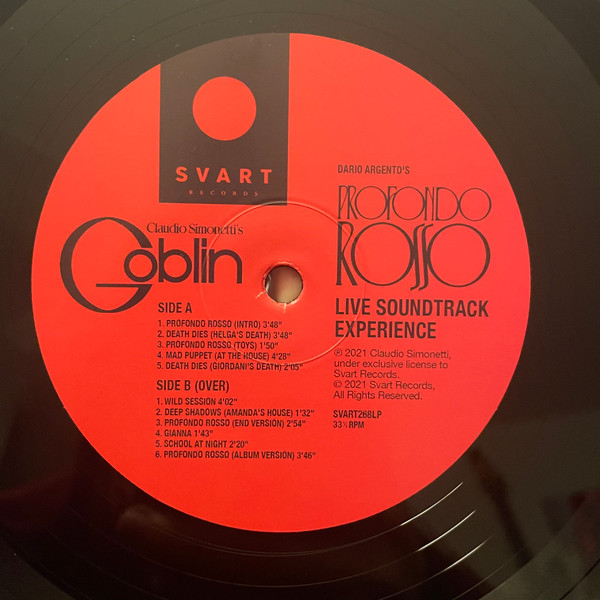 SVART
RECORDS
DARIO ARGENTO'S
PROFONDO
ROSSO
LIVE SOUNDTRACK
EXPERIENCE
Claudio Simonetti's
Goblin
SIDE A
1. PROFONDO ROSSO (INTRO) 3'48"
2. DEATH DIES (HELGA'S DEATH) 3'48"
3. PROFONDO ROSSO (TOYS) 1'50"
4. MAD PUPPET (AT THE HOUSE) 4'28"
5. DEATH DIES (GIORDANI'S DEATH) 2'05"
SIDE B (OVER)
1. WILD SESSION 4'02"
2. DEEP SHADOWS (AMANDA'S HOUSE) 1'32"
3. PROFONDO ROSSO (END VERSION) 2'54"
4. GIANNA 1'43"
5. SCHOOL AT NIGHT 2'20"
6. PROFONDO ROSSO (ALBUM VERSION) 3'46"
℗ 2021 Claudio Simonetti,
under exclusive license to
Svart Records.
© 2021 Svart Records,
All Rights Reserved.
SVART268LP
33⅓ RPM